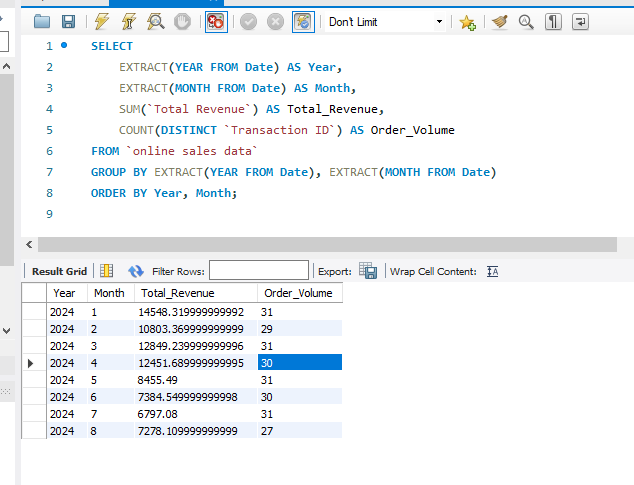 Don't Limit
1 SELECT
2 EXTRACT(YEAR FROM Date) AS Year,
3 EXTRACT(MONTH FROM Date) AS Month,
4 SUM(`Total Revenue`) AS Total_Revenue,
5 COUNT(DISTINCT `Transaction ID`) AS Order_Volume
6 FROM `online sales data`
7 GROUP BY EXTRACT(YEAR FROM Date), EXTRACT(MONTH FROM Date)
8 ORDER BY Year, Month;
9
Result Grid Filter Rows: Export: Wrap Cell Content:
Year Month Total_Revenue Order_Volume
2024 1 14548.319999999992 31
2024 2 10803.369999999999 29
2024 3 12849.239999999996 31
2024 4 12451.689999999995 30
2024 5 8455.49 31
2024 6 7384.549999999998 30
2024 7 6797.08 31
2024 8 7278.109999999999 27